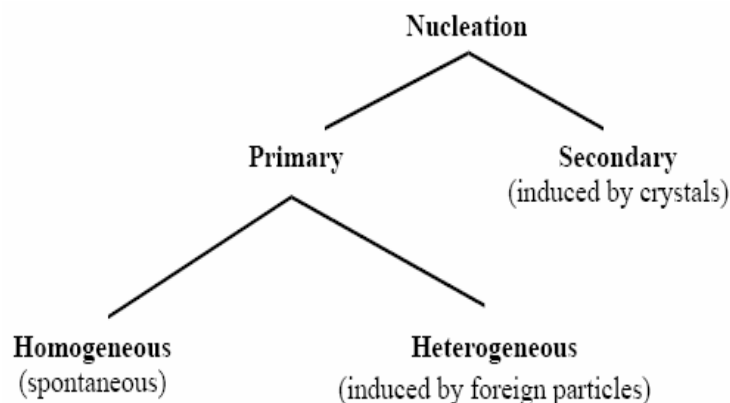 Nucleation
Primary
Secondary
(induced by crystals)
Homogeneous
(spontaneous)
Heterogeneous
(induced by foreign particles)